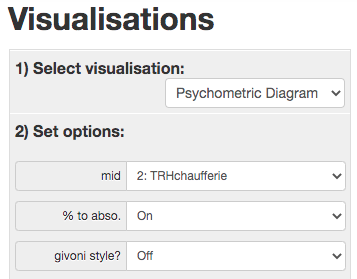 Visualisations
1) Select visualisation:
Psychometric Diagram
2) Set options:
mid 2: TRHchaufferie
% to abso. On
givoni style? Off